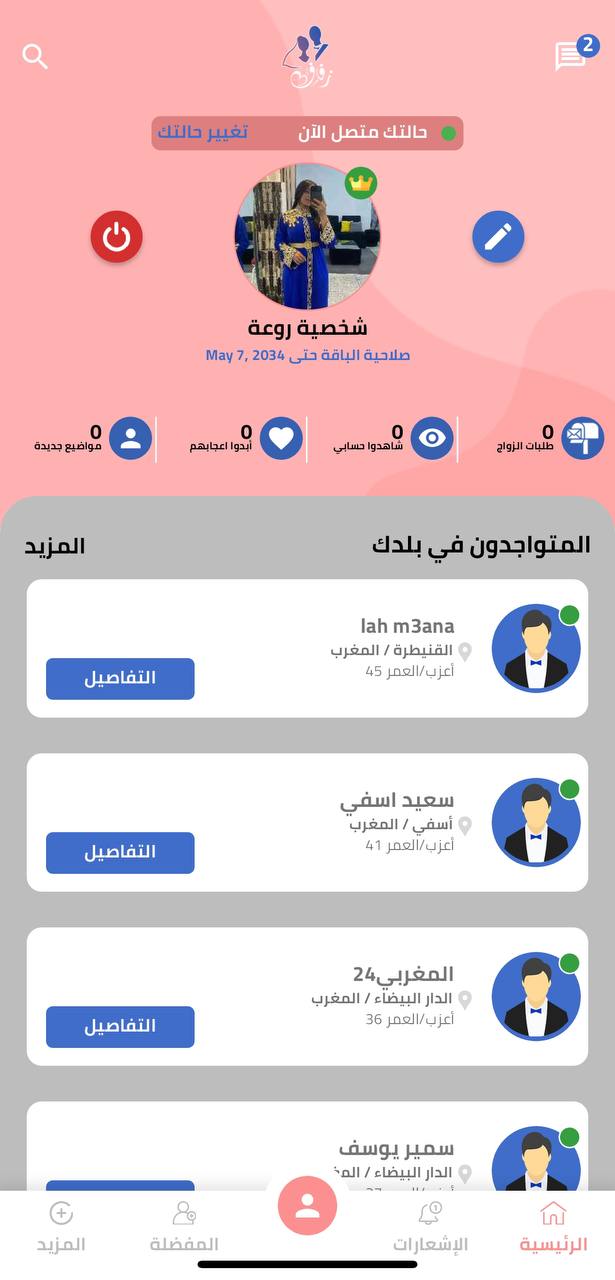 2
نرفق
حالتك متصل الآن
تغيير حالتك
شخصية روعة
صلاحية الباقة حتى May 7, 2034
0
طلبات الزواج
0
شاهدوا حسابي
0
أبدوا اعجابهم
0
مواضيع جديدة
المتواجدون في بلدك
المزيد
lah m3ana
القنيطرة / المغرب
أعزب/العمر 45
التفاصيل
سعيد اسفي
أسفي / المغرب
أعزب/العمر 41
التفاصيل
المغربي24
الدار البيضاء / المغرب
أعزب/العمر 36
التفاصيل
سمير يوسف
الدار البيضاء /
الرئيسية
1
الإشعارات
المفضلة
المزيد